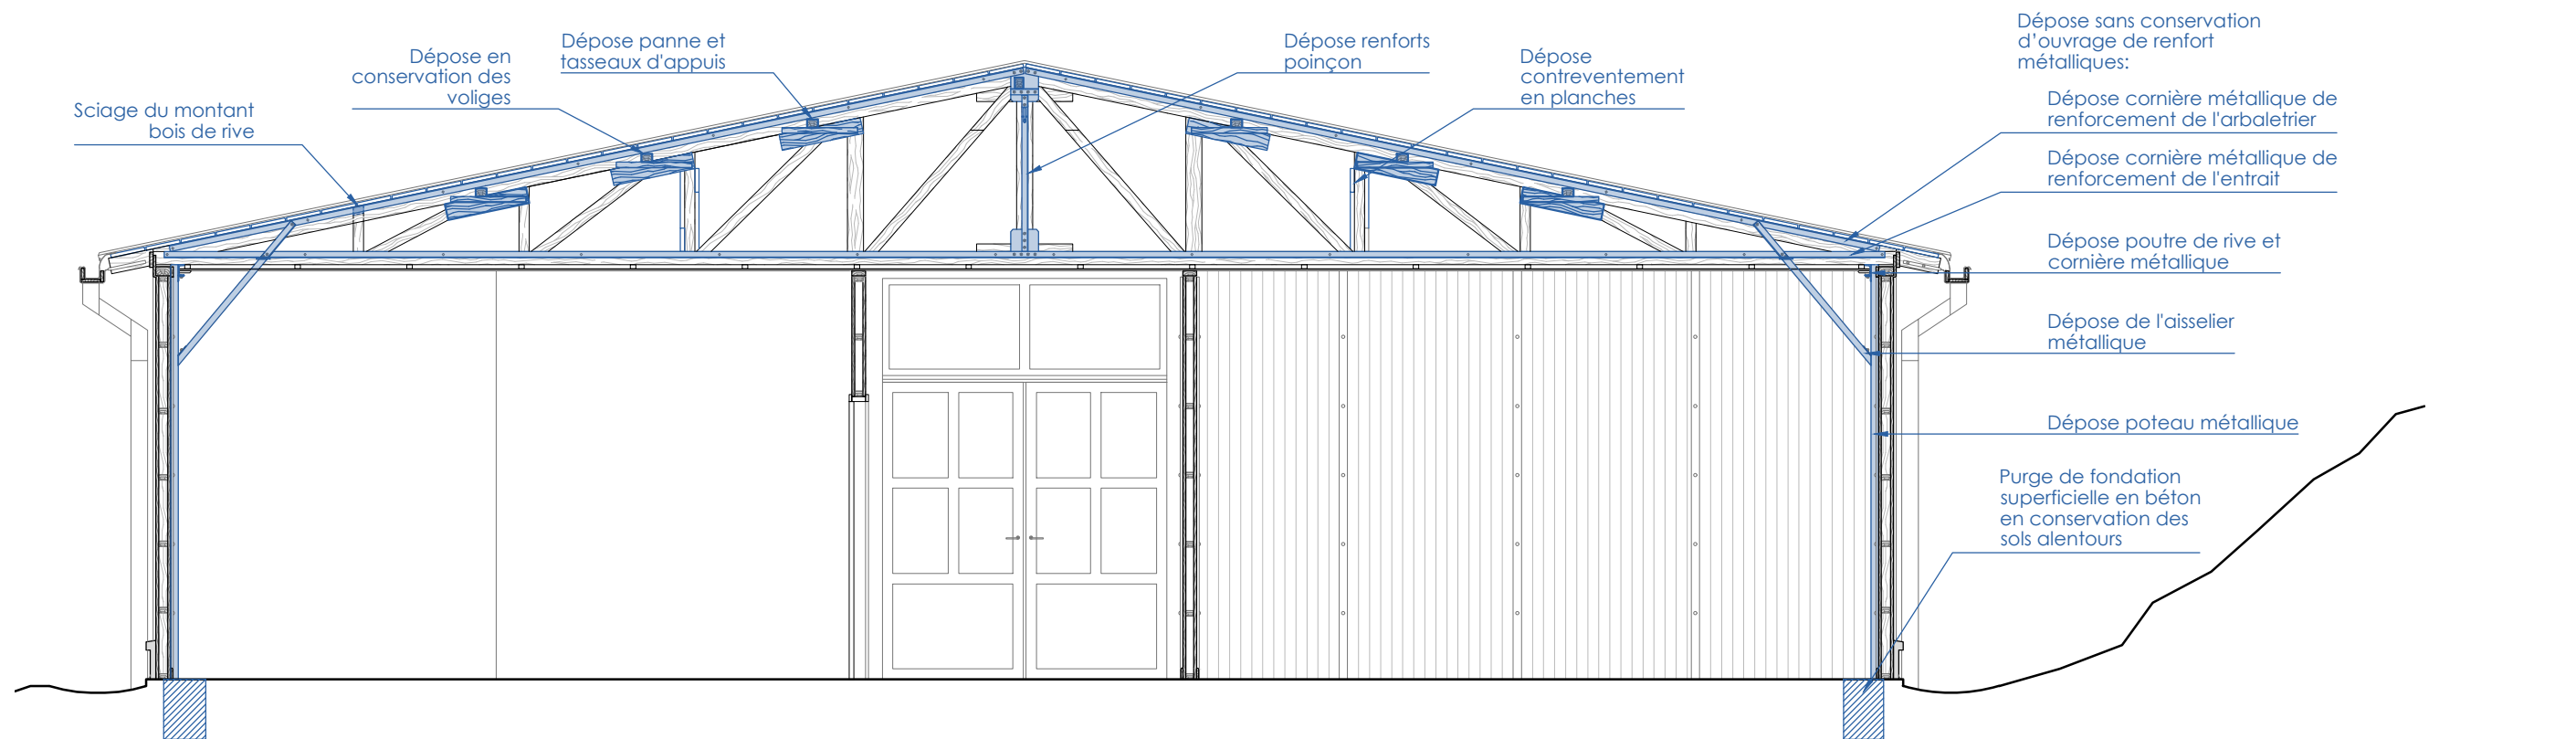 Sciage du montant
bois de rive
Dépose en
conservation des
voliges
Dépose panne et
tasseaux d'appuis
Dépose renforts
poinçon
Dépose
contreventement
en planches
Dépose sans conservation
d’ouvrage de renfort
métalliques:
Dépose cornière métallique de
renforcement de l'arbaletrier
Dépose cornière métallique de
renforcement de l'entrait
Dépose poutre de rive et
cornière métallique
Dépose de l'aisselier
métallique
Dépose poteau métallique
Purge de fondation
superficielle en béton
en conservation des
sols alentours